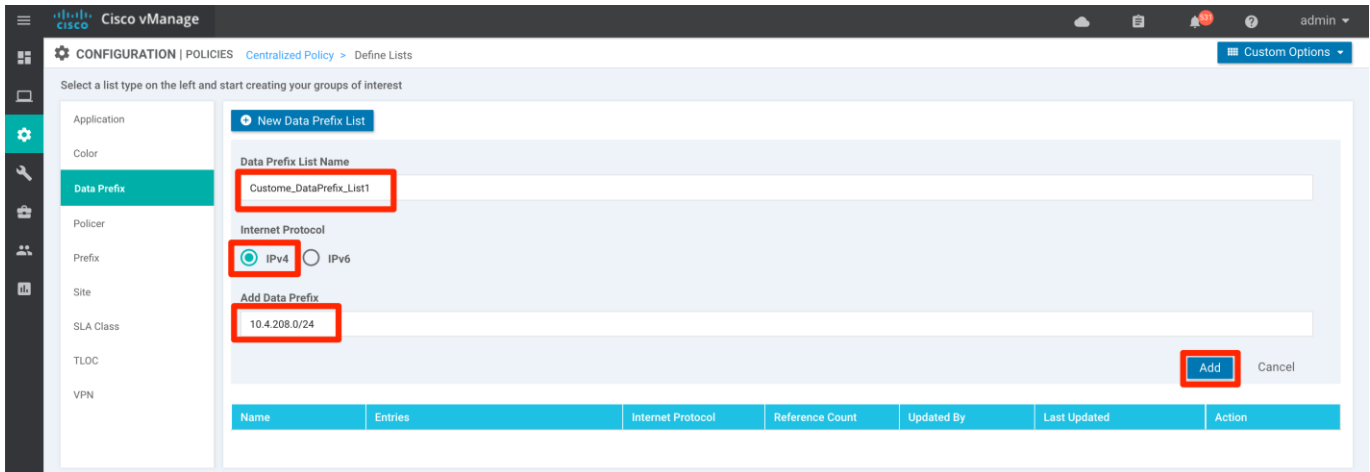 cisco Cisco vManage 531 admin
CONFIGURATION | POLICIES Centralized Policy > Define Lists Custom Options
Select a list type on the left and start creating your groups of interest
Application
Color
Data Prefix
Policer
Prefix
Site
SLA Class
TLOC
VPN
New Data Prefix List
Data Prefix List Name
Custome_DataPrefix_List1
Internet Protocol
IPv4 IPv6
Add Data Prefix
10.4.208.0/24
Add Cancel
Name Entries Internet Protocol Reference Count Updated By Last Updated Action